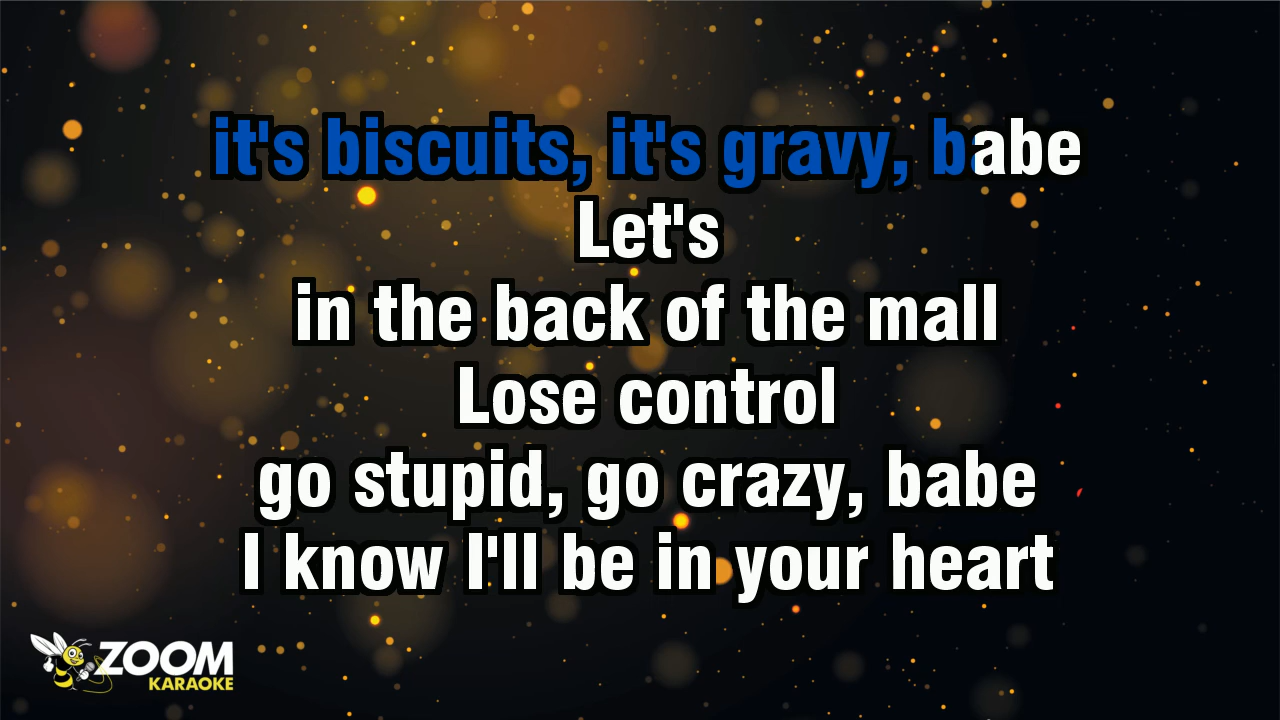 it's biscuits, it's gravy, babe
Let's
in the back of the mall
Lose control
go stupid, go crazy, babe
I know I'll be in your heart
ZOOM
KARAOKE